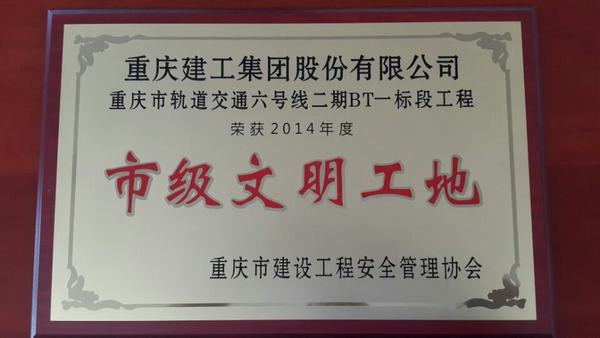 重庆建工集团股份有限公司
重庆市轨道交通六号线二期BT一标段工程
荣获2014年度
市级文明工地
重庆市建设工程安全管理协会